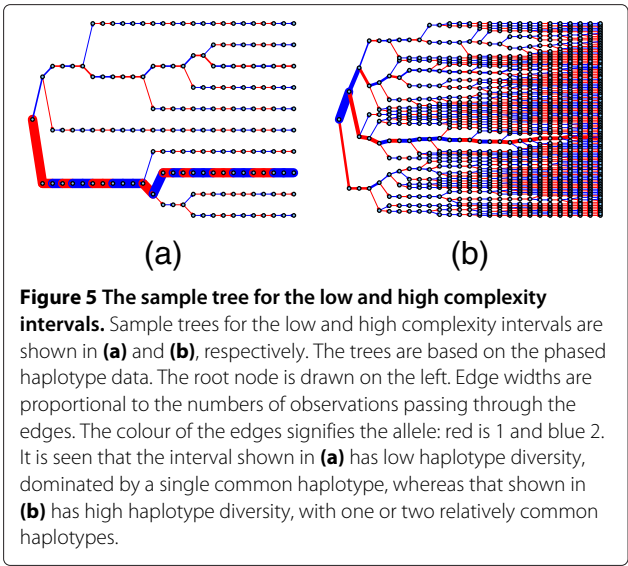 (a)
(b)
Figure 5 The sample tree for the low and high complexity
intervals. Sample trees for the low and high complexity intervals are
shown in (a) and (b), respectively. The trees are based on the phased
haplotype data. The root node is drawn on the left. Edge widths are
proportional to the numbers of observations passing through the
edges. The colour of the edges signifies the allele: red is 1 and blue 2.
It is seen that the interval shown in (a) has low haplotype diversity,
dominated by a single common haplotype, whereas that shown in
(b) has high haplotype diversity, with one or two relatively common
haplotypes.